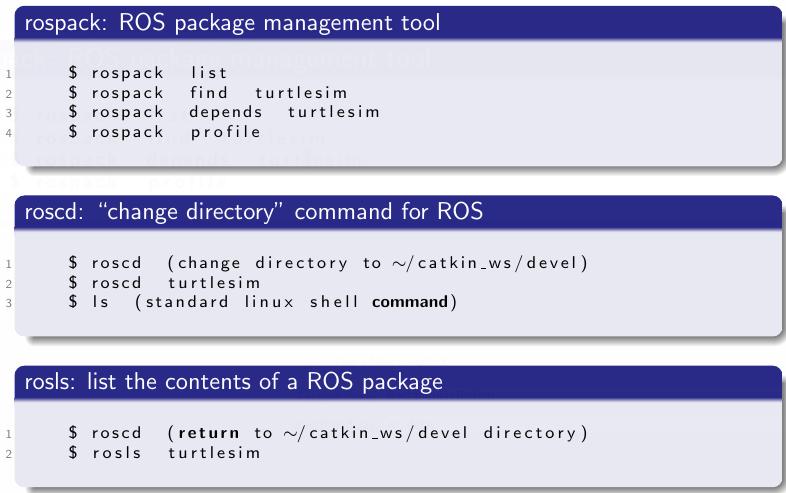 rospack: ROS package management tool
1 $ rospack list
2 $ rospack find turtlesim
3 $ rospack depends turtlesim
4 $ rospack profile
roscd: “change directory” command for ROS
1 $ roscd (change directory to ~/catkin_ws/devel)
2 $ roscd turtlesim
3 $ ls (standard linux shell command)
rosls: list the contents of a ROS package
1 $ roscd (return to ~/catkin_ws/devel directory)
2 $ rosls turtlesim